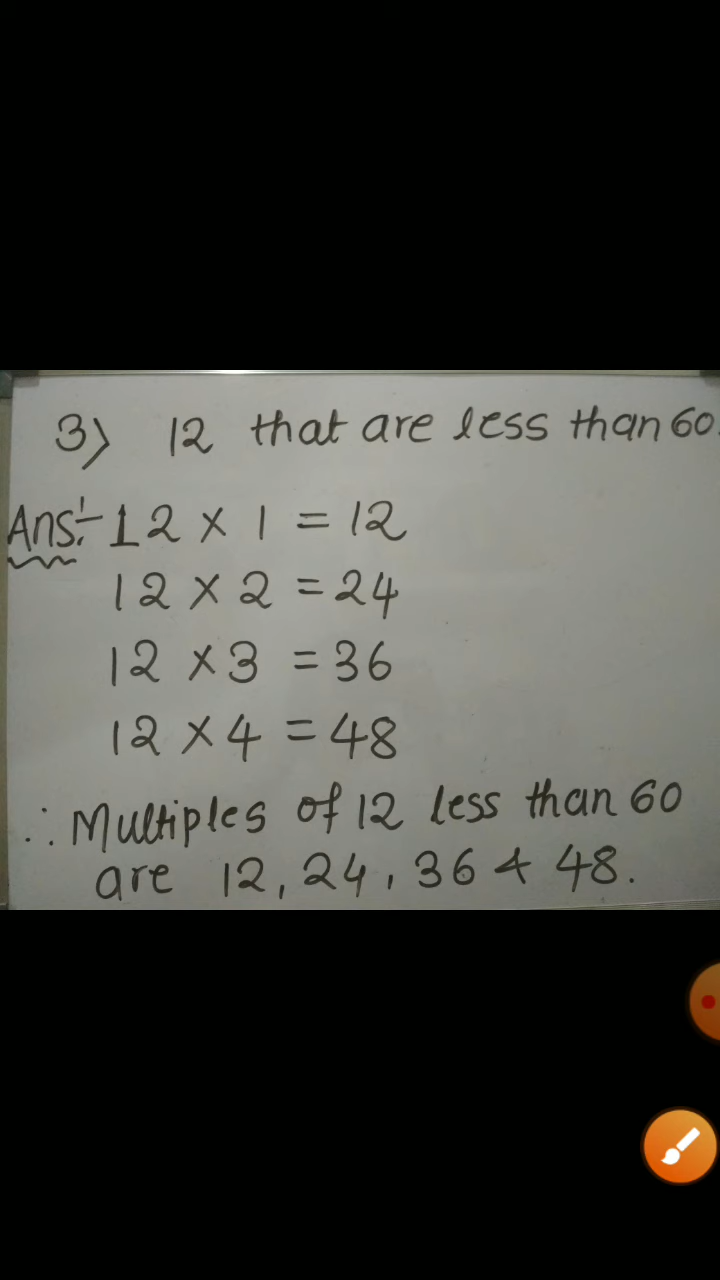 3) 12 that are less than 60.
Ans:- 12 × 1 = 12
12 × 2 = 24
12 × 3 = 36
12 × 4 = 48
∴ Multiples of 12 less than 60
are 12, 24, 36 & 48.